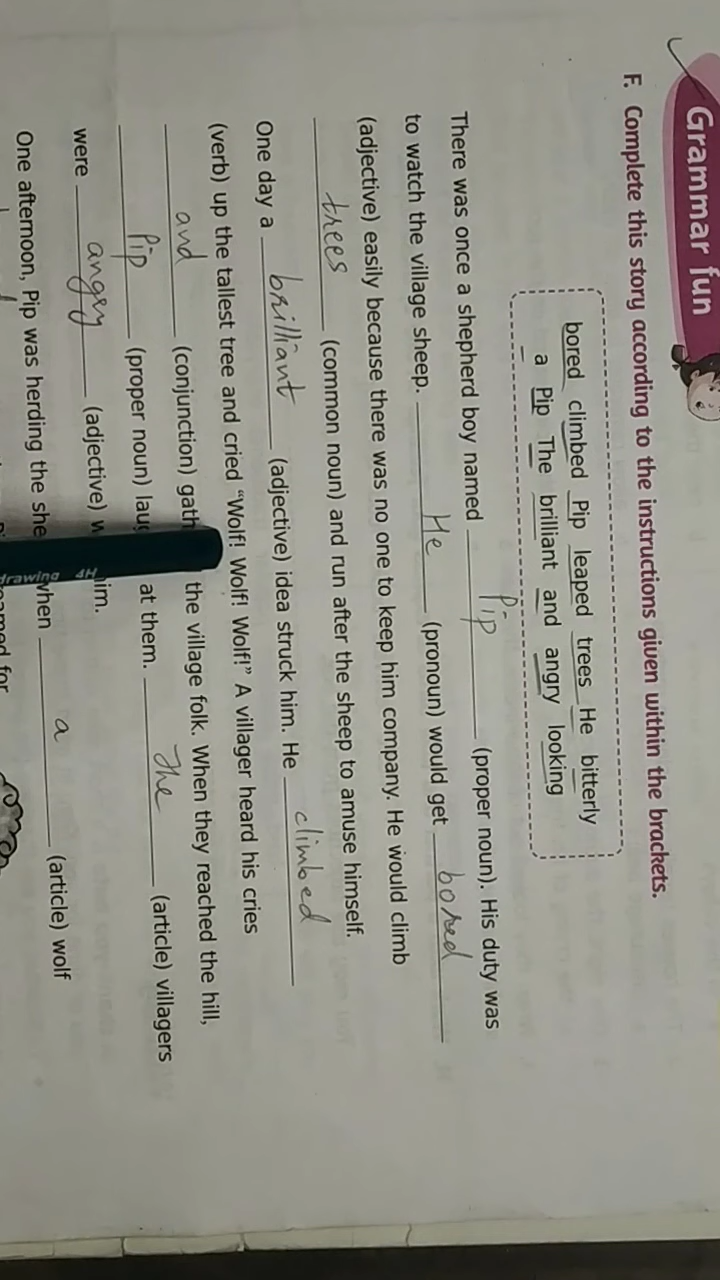 Grammar fun
F. Complete this story according to the instructions given within the brackets.
bored climbed Pip leaped trees He bitterly
a Pip The brilliant and angry looking
There was once a shepherd boy named Pip (proper noun). His duty was
to watch the village sheep. He (pronoun) would get bored
(adjective) easily because there was no one to keep him company. He would climb
trees (common noun) and run after the sheep to amuse himself.
One day a brilliant (adjective) idea struck him. He climbed
(verb) up the tallest tree and cried “Wolf! Wolf! Wolf!” A villager heard his cries
and (conjunction) gath the village folk. When they reached the hill,
Pip (proper noun) laug at them. The (article) villagers
were angry (adjective) w him.
One afternoon, Pip was herding the she when a (article) wolf
drawing 4H